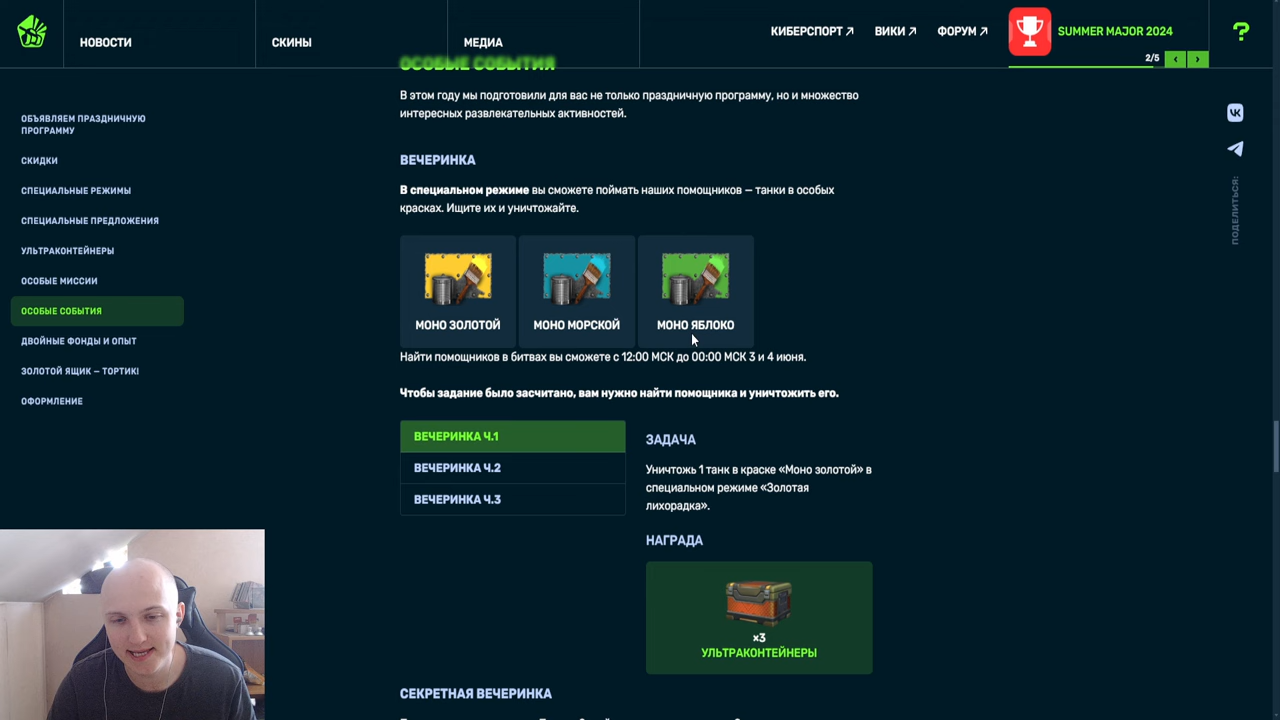 НОВОСТИ
СКИНЫ
МЕДИА
КИБЕРСПОРТ
ВИКИ
ФОРУМ
SUMMER MAJOR 2024
2/5
?
ОБЪЯВЛЯЕМ ПРАЗДНИЧНУЮ
ПРОГРАММУ
СКИДКИ
СПЕЦИАЛЬНЫЕ РЕЖИМЫ
СПЕЦИАЛЬНЫЕ ПРЕДЛОЖЕНИЯ
УЛЬТРАКОНТЕЙНЕРЫ
ОСОБЫЕ МИССИИ
ОСОБЫЕ СОБЫТИЯ
ДВОЙНЫЕ ФОНДЫ И ОПЫТ
ЗОЛОТОЙ ЯЩИК — ТОРТИК!
ОФОРМЛЕНИЕ
ОСОБЫЕ СОБЫТИЯ
В этом году мы подготовили для вас не только праздничную программу, но и множество
интересных развлекательных активностей.
ВЕЧЕРИНКА
В специальном режиме вы сможете поймать наших помощников — танки в особых
красках. Ищите их и уничтожайте.
МОНО ЗОЛОТОЙ
МОНО МОРСКОЙ
МОНО ЯБЛОКО
Найти помощников в битвах вы сможете с 12:00 МСК до 00:00 МСК 3 и 4 июня.
Чтобы задание было засчитано, вам нужно найти помощника и уничтожить его.
ВЕЧЕРИНКА Ч.1
ВЕЧЕРИНКА Ч.2
ВЕЧЕРИНКА Ч.3
ЗАДАЧА
Уничтожь 1 танк в краске «Моно золотой» в
специальном режиме «Золотая
лихорадка».
НАГРАДА
×3
УЛЬТРАКОНТЕЙНЕРЫ
СЕКРЕТНАЯ ВЕЧЕРИНКА
ПОДЕЛИТЬСЯ: